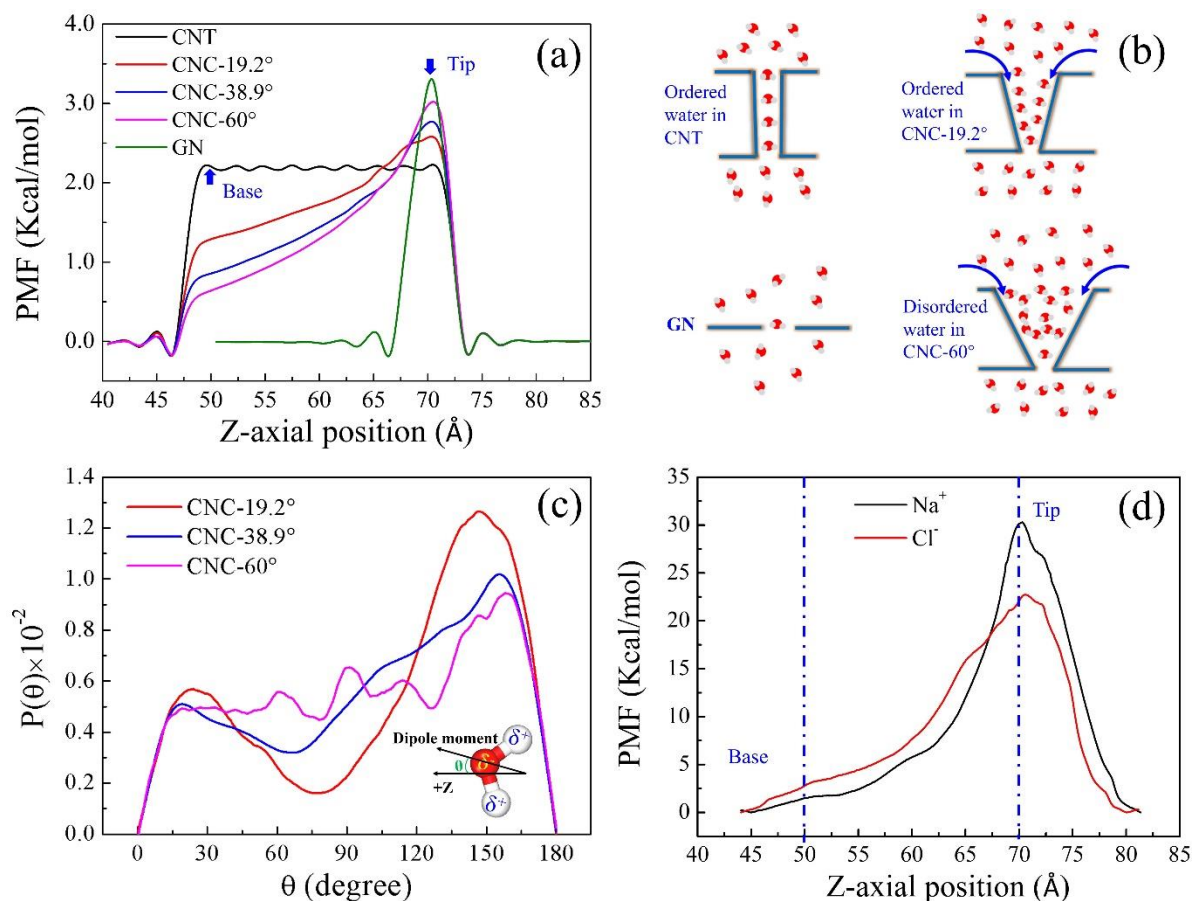 (a)
CNT
CNC-19.2°
CNC-38.9°
CNC-60°
GN
Tip
Base
PMF (Kcal/mol)
4.0
3.0
2.0
1.0
0.0
40 45 50 55 60 65 70 75 80 85
Z-axial position (Å)
(b)
Ordered
water in
CNT
Ordered
water in
CNC-19.2°
GN
Disordered
water in
CNC-60°
(c)
CNC-19.2°
CNC-38.9°
CNC-60°
P(θ)×10⁻²
1.4
1.2
1.0
0.8
0.6
0.4
0.2
0.0
0 30 60 90 120 150 180
θ (degree)
Dipole moment
θ
+Z
δ⁺
δ⁻
δ⁺
(d)
Na⁺
Cl⁻
Tip
Base
PMF (Kcal/mol)
35
30
25
20
15
10
5
0
40 45 50 55 60 65 70 75 80 85
Z-axial position (Å)